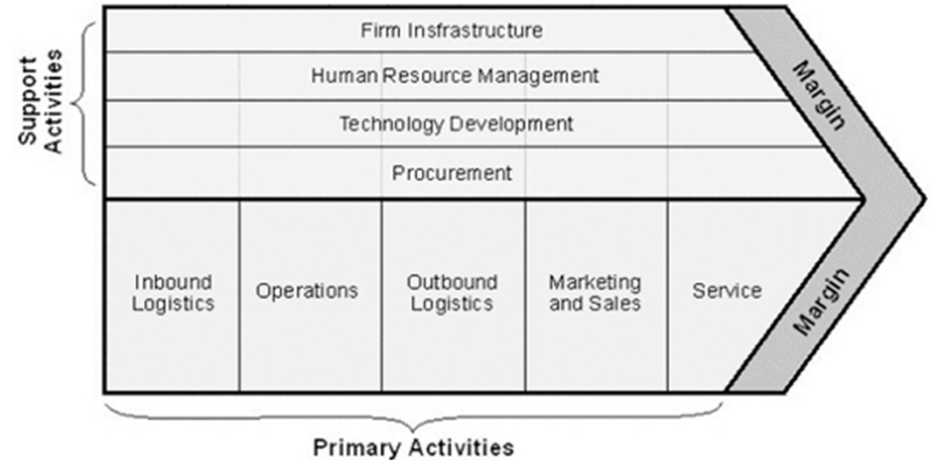 Firm Insfrastructure
Human Resource Management
Technology Development
Procurement
Support
Activities
Margin
Inbound
Logistics
Operations
Outbound
Logistics
Marketing
and Sales
Service
Margin
Primary Activities